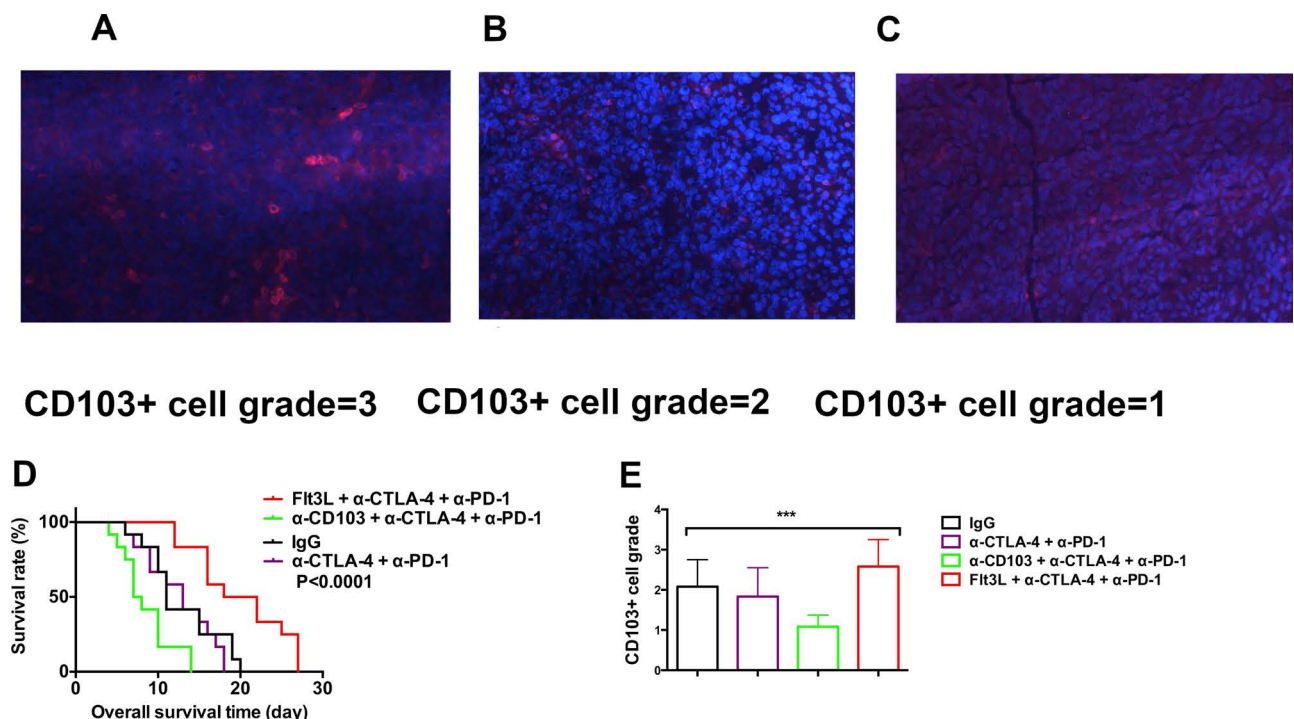 A
B
C
CD103+ cell grade=3
CD103+ cell grade=2
CD103+ cell grade=1
D
Flt3L + α-CTLA-4 + α-PD-1
α-CD103 + α-CTLA-4 + α-PD-1
IgG
α-CTLA-4 + α-PD-1
P<0.0001
Survival rate (%)
100
50
0
0
10
20
30
Overall survival time (day)
E
CD103+ cell grade
4
3
2
1
0
***
IgG
α-CTLA-4 + α-PD-1
α-CD103 + α-CTLA-4 + α-PD-1
Flt3L + α-CTLA-4 + α-PD-1